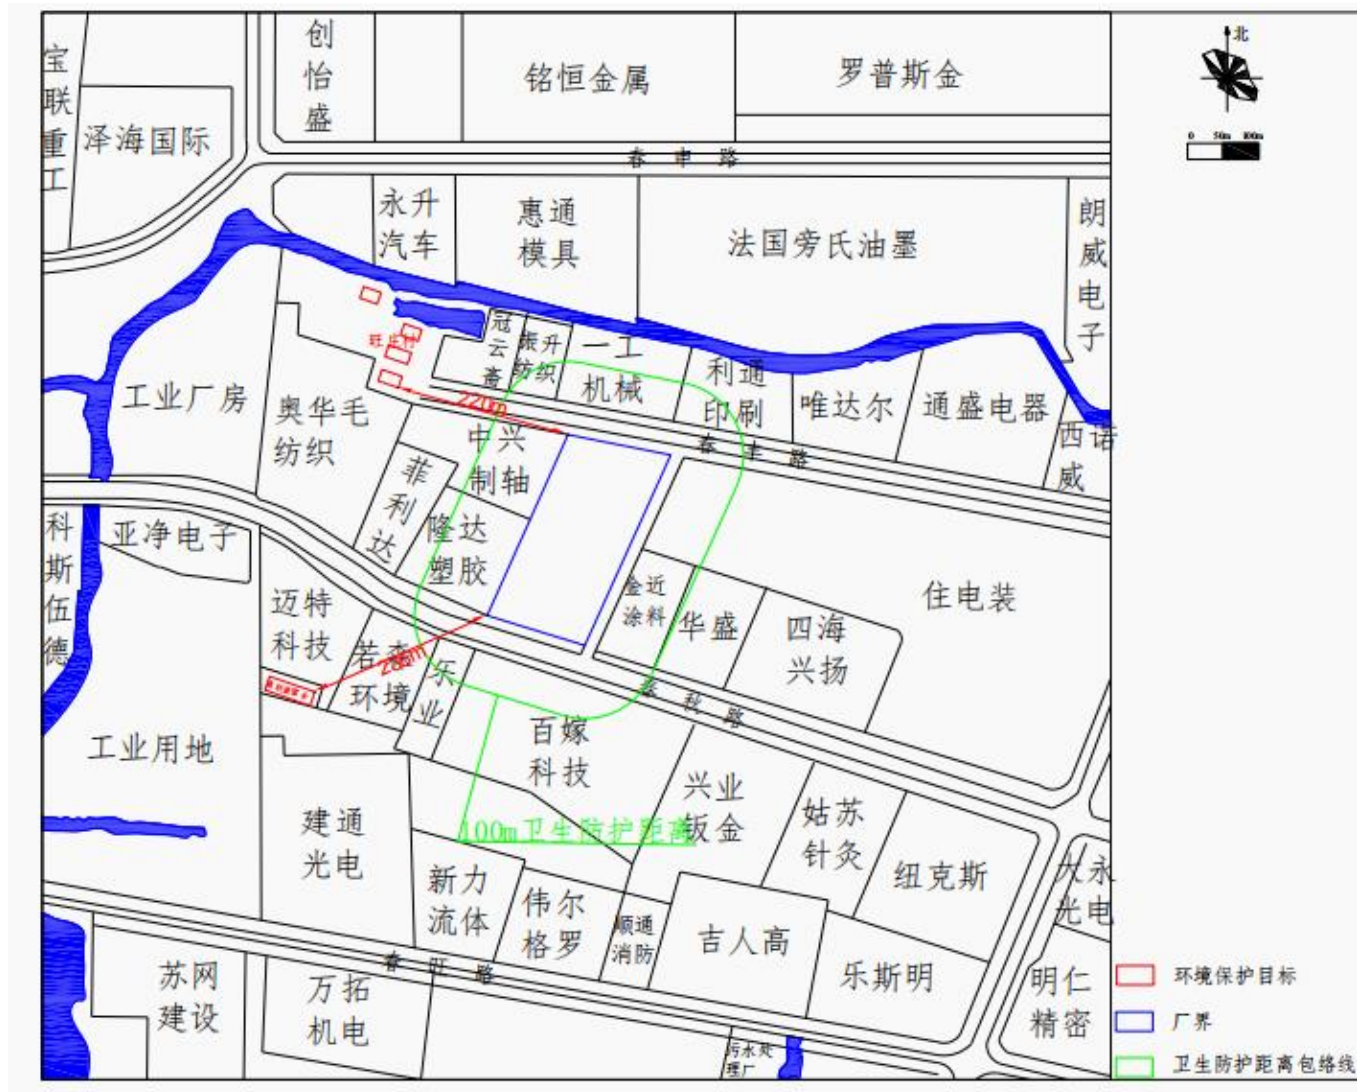 创
怡
盛
宝
联
重
工
泽海国际
铭恒金属
罗普斯金
北
0 50m 100m
春申路
永升
汽车
惠通
模具
法国旁氏油墨
朗
威
电
子
冠
云
斋
振升
纺织
一工
机械
利通
印刷
唯达尔
通盛电器
西诺
威
工业厂房
奥华毛
纺织
220m
中兴
制轴
春丰路
菲
利
达
隆达
塑胶
科
斯
伍
德
亚净电子
迈特
科技
若森
环境
乐
业
金近
涂料
华盛
四海
兴扬
住电装
春秋路
工业用地
百嫁
科技
兴业
钣金
姑苏
针灸
纽克斯
100m卫生防护距离
建通
光电
新力
流体
伟尔
格罗
顺通
消防
吉人高
乐斯明
大永
光电
明仁
精密
春旺路
苏网
建设
万拓
机电
污水处
理厂
环境保护目标
厂界
卫生防护距离包络线